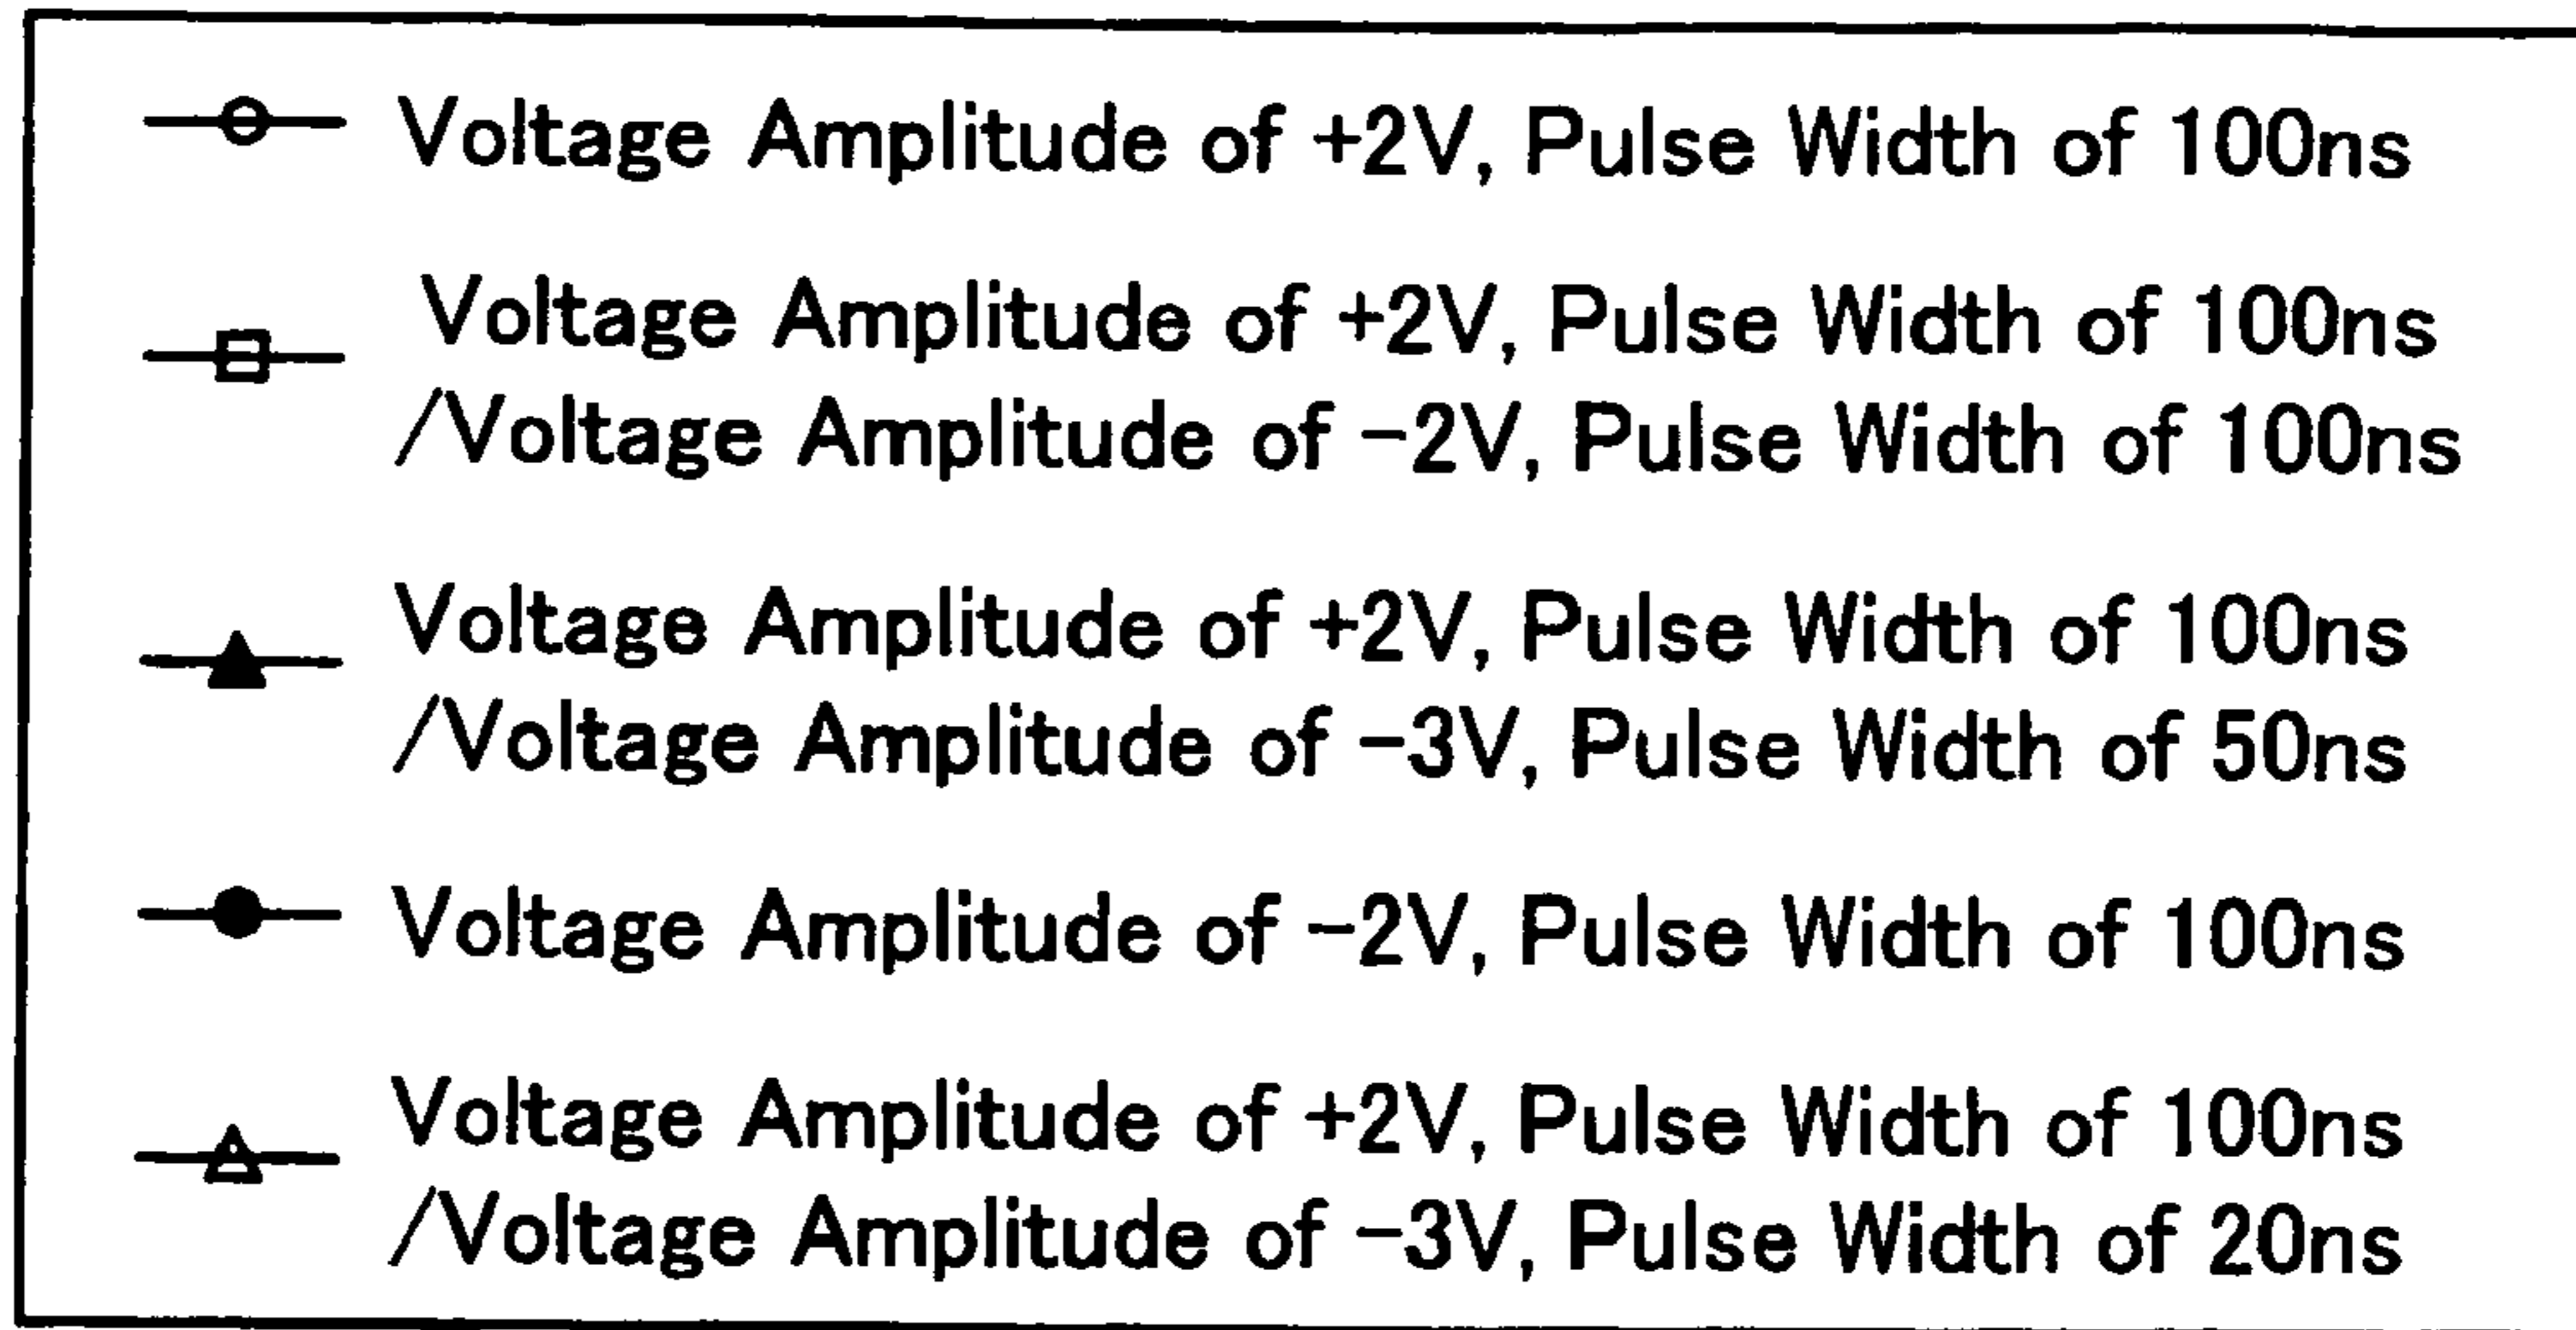 Voltage Amplitude of +2V, Pulse Width of 100ns
Voltage Amplitude of +2V, Pulse Width of 100ns
/Voltage Amplitude of −2V, Pulse Width of 100ns
Voltage Amplitude of +2V, Pulse Width of 100ns
/Voltage Amplitude of −3V, Pulse Width of 50ns
Voltage Amplitude of −2V, Pulse Width of 100ns
Voltage Amplitude of +2V, Pulse Width of 100ns
/Voltage Amplitude of −3V, Pulse Width of 20ns